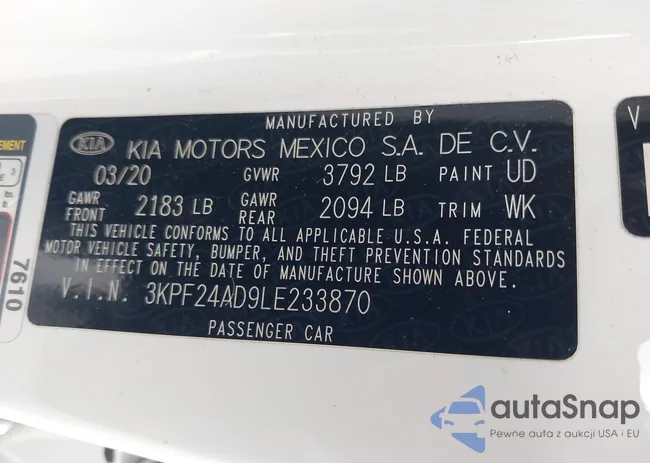 MANUFACTURED BY
KIA KIA MOTORS MEXICO S.A. DE C.V.
03/20 GVWR 3792 LB PAINT UD
GAWR FRONT 2183 LB GAWR REAR 2094 LB TRIM WK
THIS VEHICLE CONFORMS TO ALL APPLICABLE U.S.A. FEDERAL
MOTOR VEHICLE SAFETY, BUMPER, AND THEFT PREVENTION STANDARDS
IN EFFECT ON THE DATE OF MANUFACTURE SHOWN ABOVE.
V.I.N. 3KPF24AD9LE233870
PASSENGER CAR
7610
V
autaSnap
Pewne auta z aukcji USA i EU